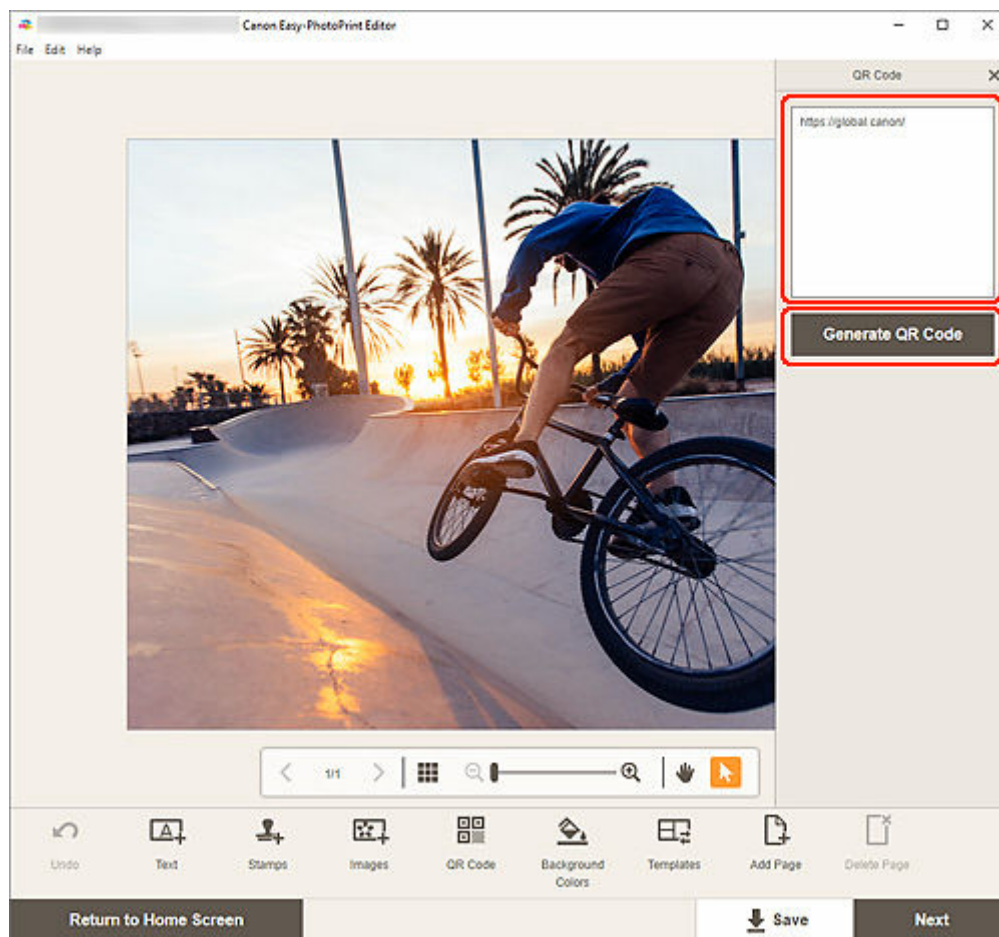 Canon Easy-PhotoPrint Editor
File Edit Help
QR Code
https://global.canon/
Generate QR Code
1/1
Undo
Text
Stamps
Images
QR Code
Background
Colors
Templates
Add Page
Delete Page
Return to Home Screen
Save
Next